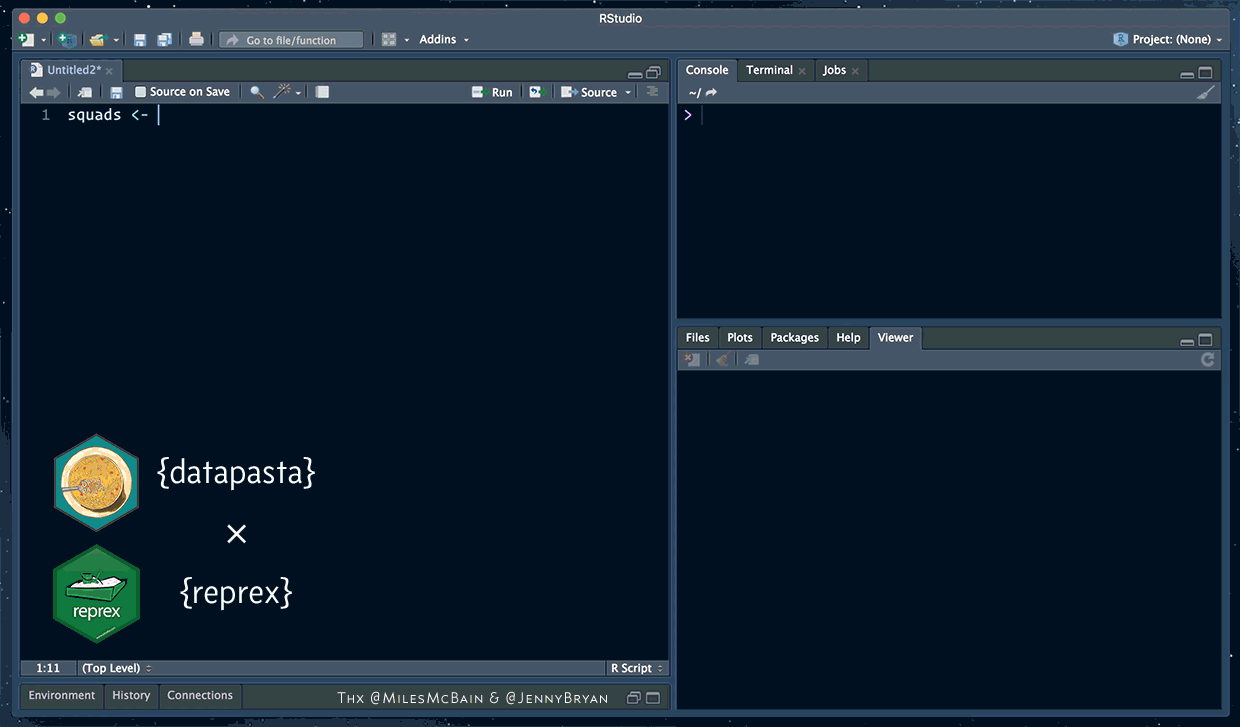 RStudio
Go to file/function
Addins
Project: (None)
Untitled2*
Source on Save
Run
Source
1 squads <-
{datapasta}
×
reprex
{reprex}
1:11
(Top Level)
R Script
Environment
History
Connections
Thx @MilesMcBain & @JennyBryan
Console
Terminal
Jobs
~/
>
Files
Plots
Packages
Help
Viewer